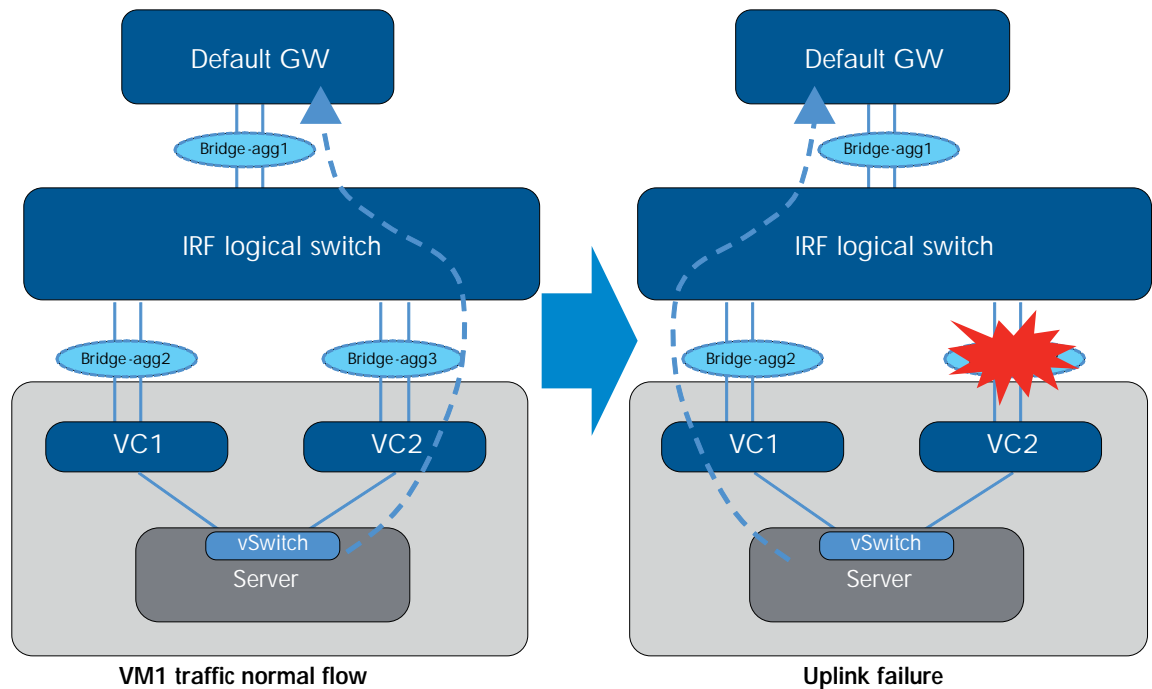 Default GW
Bridge-agg1
IRF logical switch
Bridge-agg2
Bridge-agg3
VC1
VC2
vSwitch
Server
VM1 traffic normal flow
Default GW
Bridge-agg1
IRF logical switch
Bridge-agg2
VC1
VC2
vSwitch
Server
Uplink failure